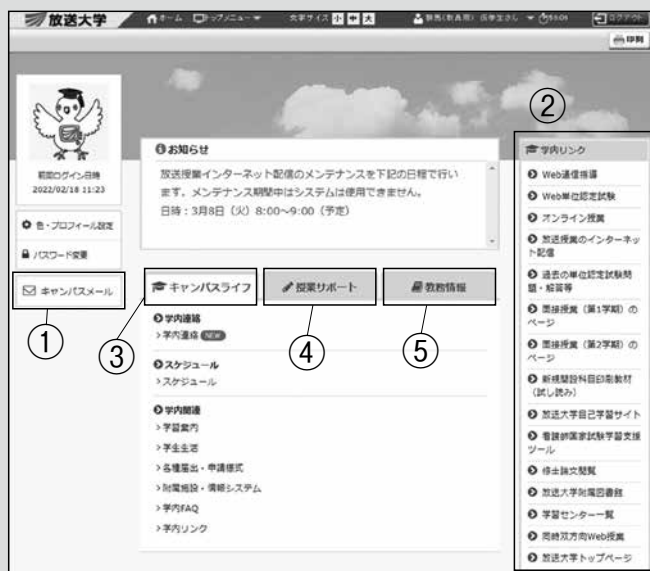 放送大学
ホーム
トップメニュー
文字サイズ 小 中 大
ログアウト
印刷
前回ログイン日時
2022/02/18 11:23
色・プロフィール設定
パスワード変更
キャンパスメール
①
お知らせ
放送授業インターネット配信のメンテナンスを下記の日程で行い
ます。メンテナンス期間中はシステムは使用できません。
日時：3月8日（火）8:00～9:00（予定）
キャンパスライフ
授業サポート
教務情報
③
④
⑤
学内連絡
>学内連絡 NEW
スケジュール
>スケジュール
学内関連
>学習案内
>学生生活
>各種届出・申請様式
>附属施設・情報システム
>学内FAQ
>学内リンク
②
学内リンク
Web通信指導
Web単位認定試験
オンライン授業
放送授業のインターネッ
ト配信
過去の単位認定試験問
題・解答等
面接授業（第1学期）の
ページ
面接授業（第2学期）の
ページ
新規開設科目印刷教材
（試し読み）
放送大学自己学習サイト
看護師国家試験学習支援
ツール
修士論文閲覧
放送大学附属図書館
学習センター一覧
同時双方向Web授業
放送大学トップページ